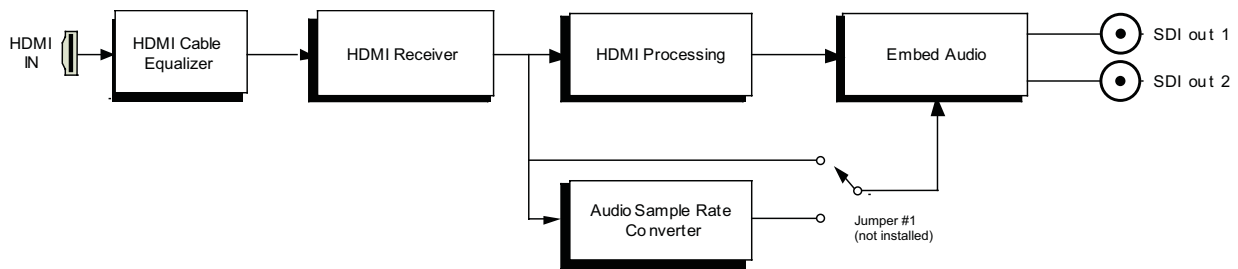 HDMI
IN
HDMI Cable
Equalizer
HDMI Receiver
HDMI Processing
Embed Audio
SDI out 1
SDI out 2
Audio Sample Rate
Converter
Jumper #1
(not installed)